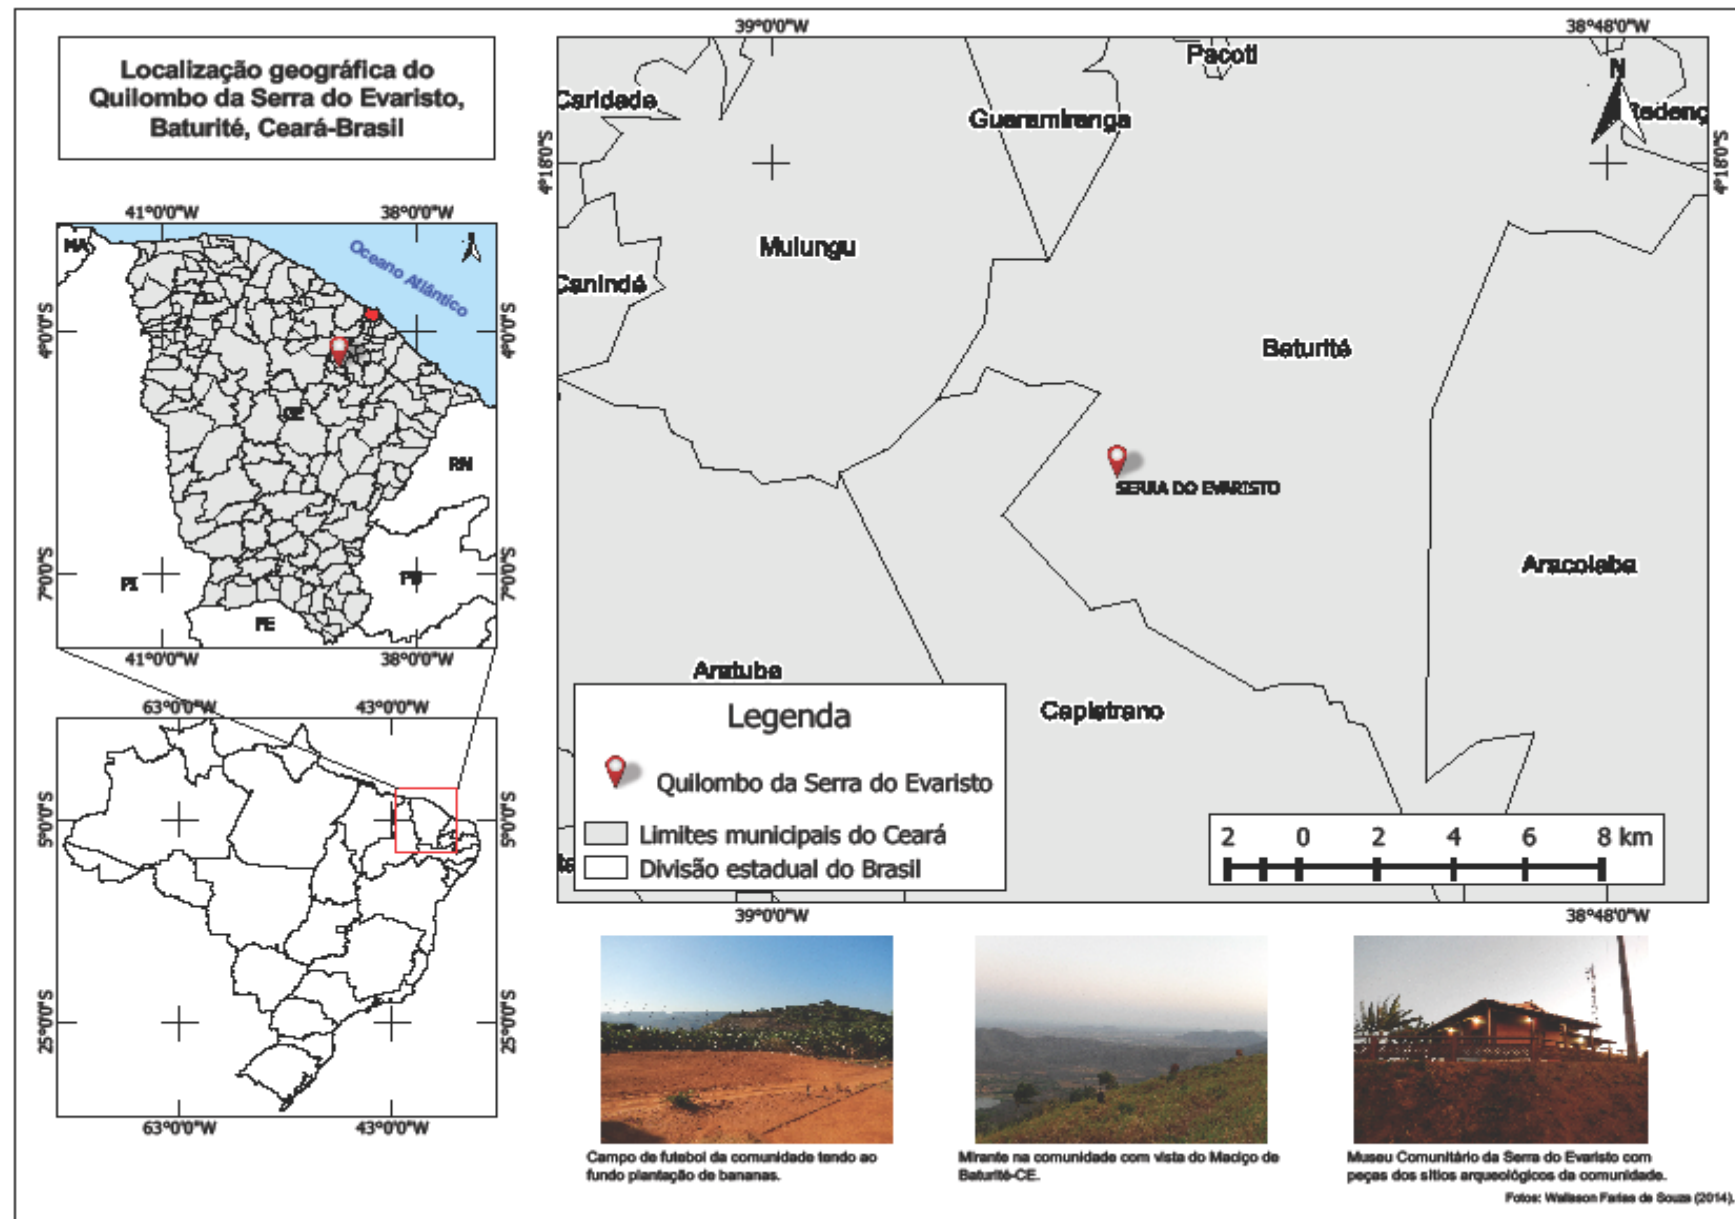 Localização geográfica do
Quilombo da Serra do Evaristo,
Baturité, Ceará-Brasil
41°0'0"W
38°0'0"W
MA
Oceano Atlântico
4°0'0"S
4°0'0"S
CE
RN
7°0'0"S
7°0'0"S
PI
PB
PE
41°0'0"W
38°0'0"W
63°0'0"W
43°0'0"W
5°0'0"S
5°0'0"S
25°0'0"S
25°0'0"S
63°0'0"W
43°0'0"W
39°0'0"W
38°48'0"W
Pacoti
N
Caridade
Guaramiranga
Redenç
4°18'0"S
4°18'0"S
Mulungu
Canindé
Baturité
SERRA DO EVARISTO
Aracoiaba
Aratuba
Capistrano
Legenda
Quilombo da Serra do Evaristo
Limites municipais do Ceará
Divisão estadual do Brasil
2 0 2 4 6 8 km
39°0'0"W
38°48'0"W
Campo de futebol da comunidade tendo ao
fundo plantação de bananas.
Mirante na comunidade com vista do Maciço de
Baturité-CE.
Museu Comunitário da Serra do Evaristo com
peças dos sítios arqueológicos da comunidade.
Fotos: Walisson Farias de Souza (2014).